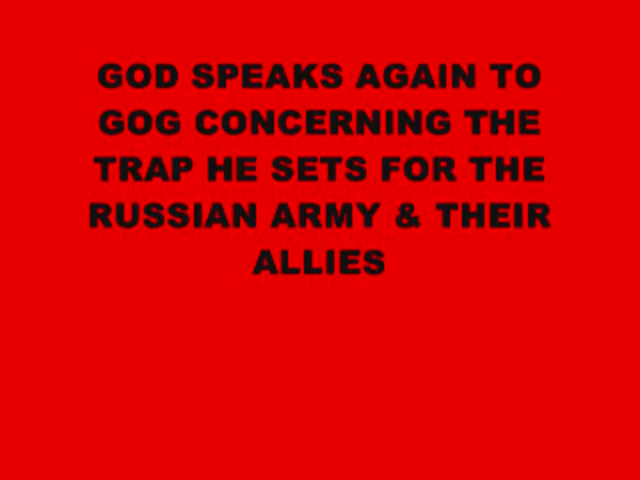 GOD SPEAKS AGAIN TO
GOG CONCERNING THE
TRAP HE SETS FOR THE
RUSSIAN ARMY & THEIR
ALLIES